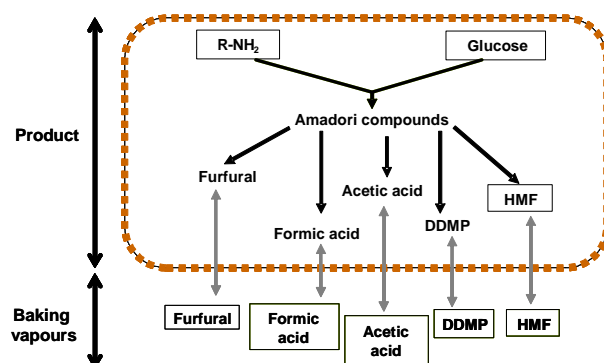 R-NH₂
Glucose
Product
Amadori compounds
Furfural
Acetic acid
HMF
Formic acid
DDMP
Baking
vapours
Furfural
Formic
acid
Acetic
acid
DDMP
HMF